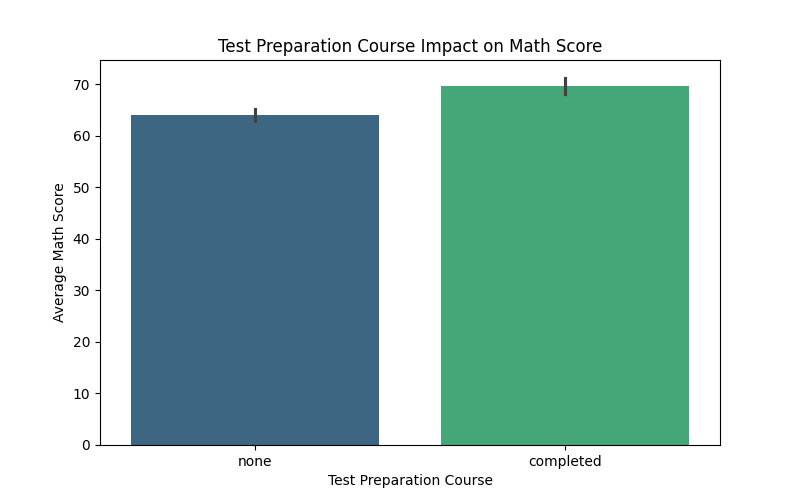 Test Preparation Course Impact on Math Score
Average Math Score
70
60
50
40
30
20
10
0
none completed
Test Preparation Course